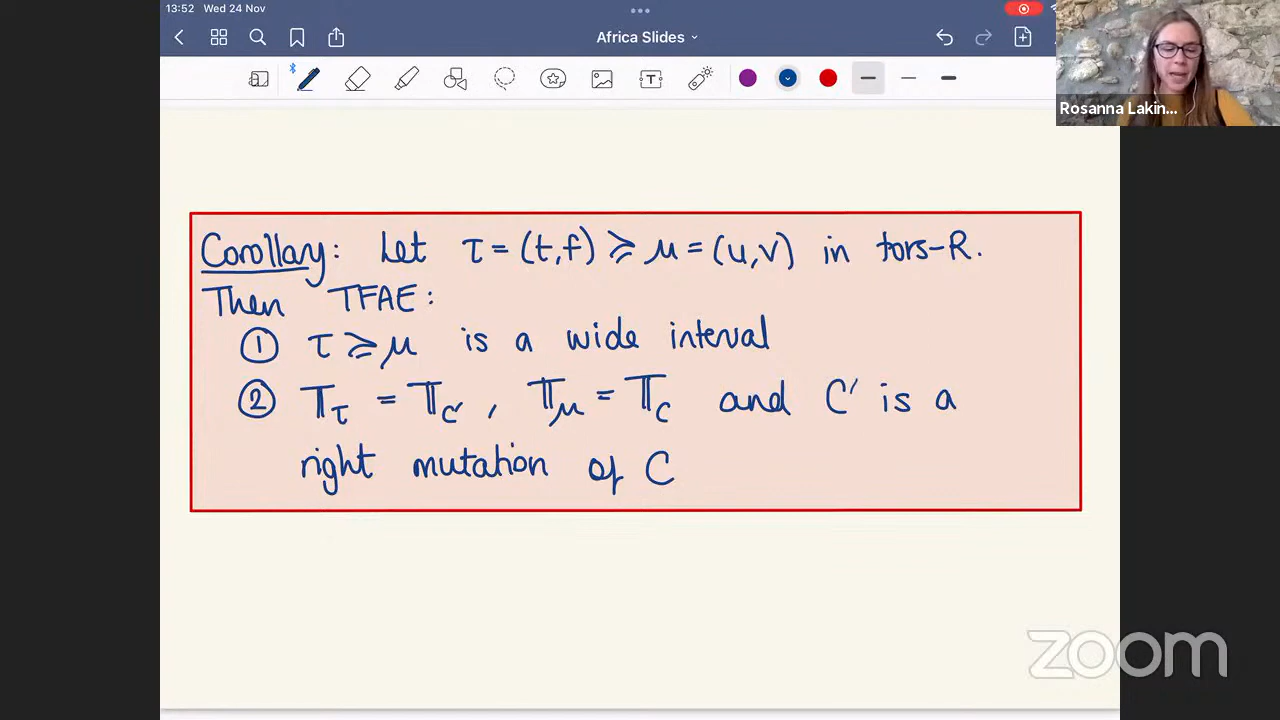 13:52 Wed 24 Nov
Africa Slides
Rosanna Lakin...
Corollary: Let τ = (t,f) ⩾ μ = (u,v) in tors-R.
Then TFAE:
① τ ⩾ μ is a wide interval
② 𝕋_τ = 𝕋_C′ , 𝕋_μ = 𝕋_C and C′ is a
right mutation of C
zoom